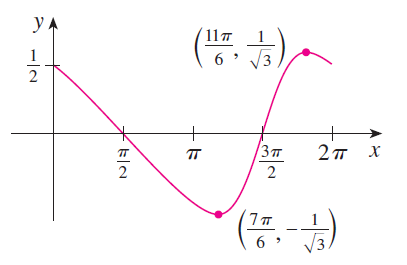 y
(11π/6, 1/√3)
1/2
π/2
π
3π/2
2π
x
(7π/6, −1/√3)